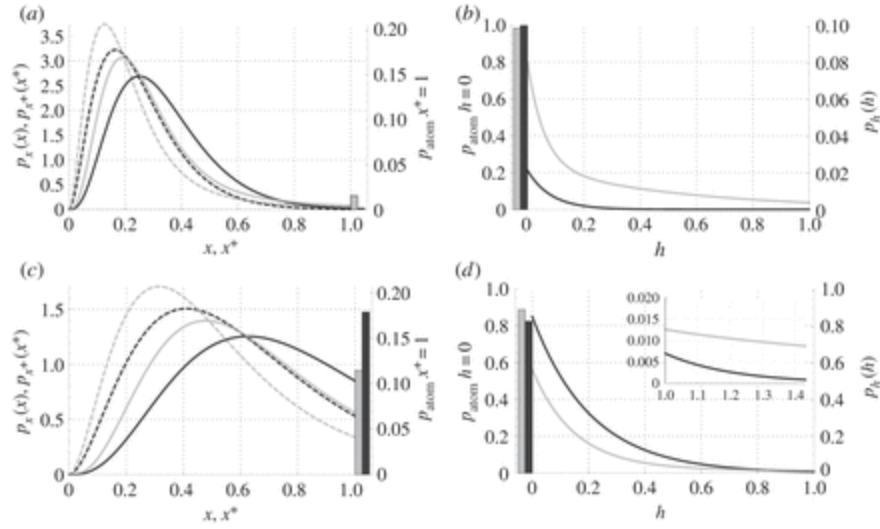 (a)
3.5
3.0
2.5
2.0
1.5
1.0
0.5
0
p_x(x), p_x+(x*)
0 0.2 0.4 0.6 0.8 1.0
x, x*
0.20
0.15
0.10
0.05
0
p_atom x* = 1
(b)
1.0
0.8
0.6
0.4
0.2
0
p_atom h = 0
0 0.2 0.4 0.6 0.8 1.0
h
0.10
0.08
0.06
0.04
0.02
0
p_h(h)
(c)
1.5
1.0
0.5
0
p_x(x), p_x+(x*)
0 0.2 0.4 0.6 0.8 1.0
x, x*
0.20
0.15
0.10
0.05
0
p_atom x* = 1
(d)
1.0
0.8
0.6
0.4
0.2
0
p_atom h = 0
0 0.2 0.4 0.6 0.8 1.0
h
0.020
0.015
0.010
0.005
0
1.0 1.1 1.2 1.3 1.4
1.0
0.8
0.6
0.4
0.2
0
p_h(h)